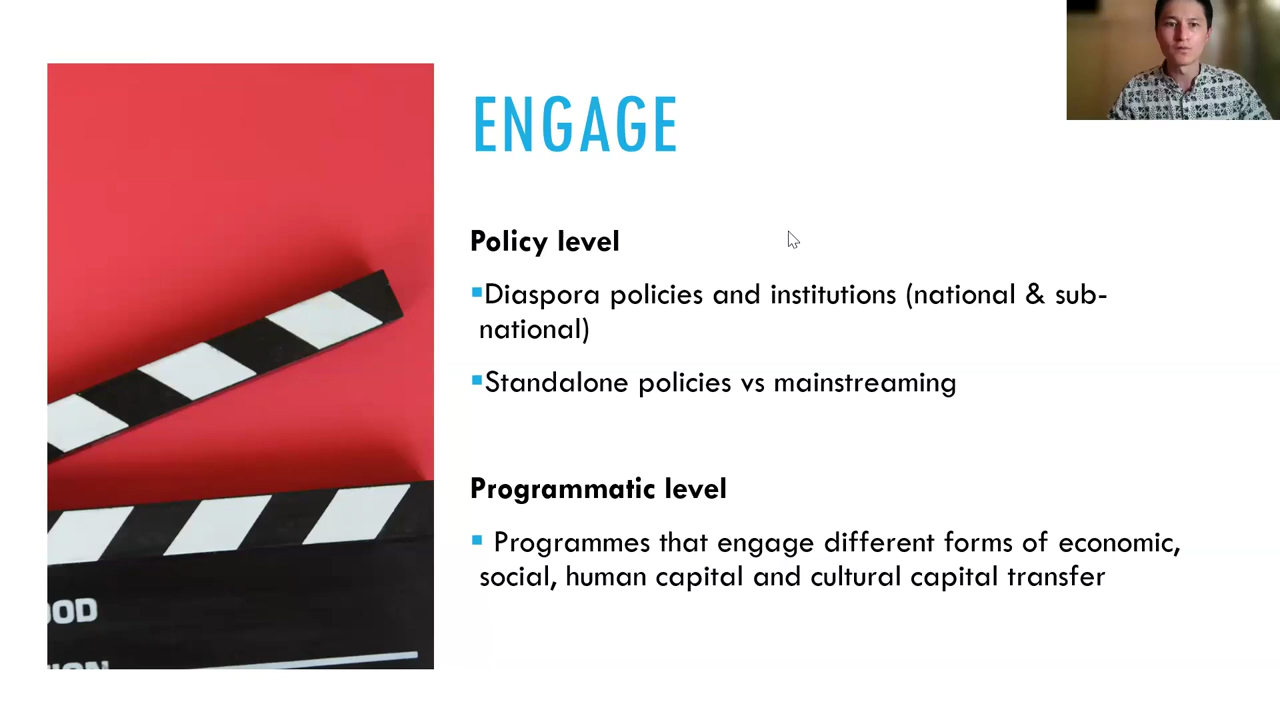 ENGAGE
Policy level
▪Diaspora policies and institutions (national & sub-
national)
▪Standalone policies vs mainstreaming
Programmatic level
▪ Programmes that engage different forms of economic,
social, human capital and cultural capital transfer
OOD